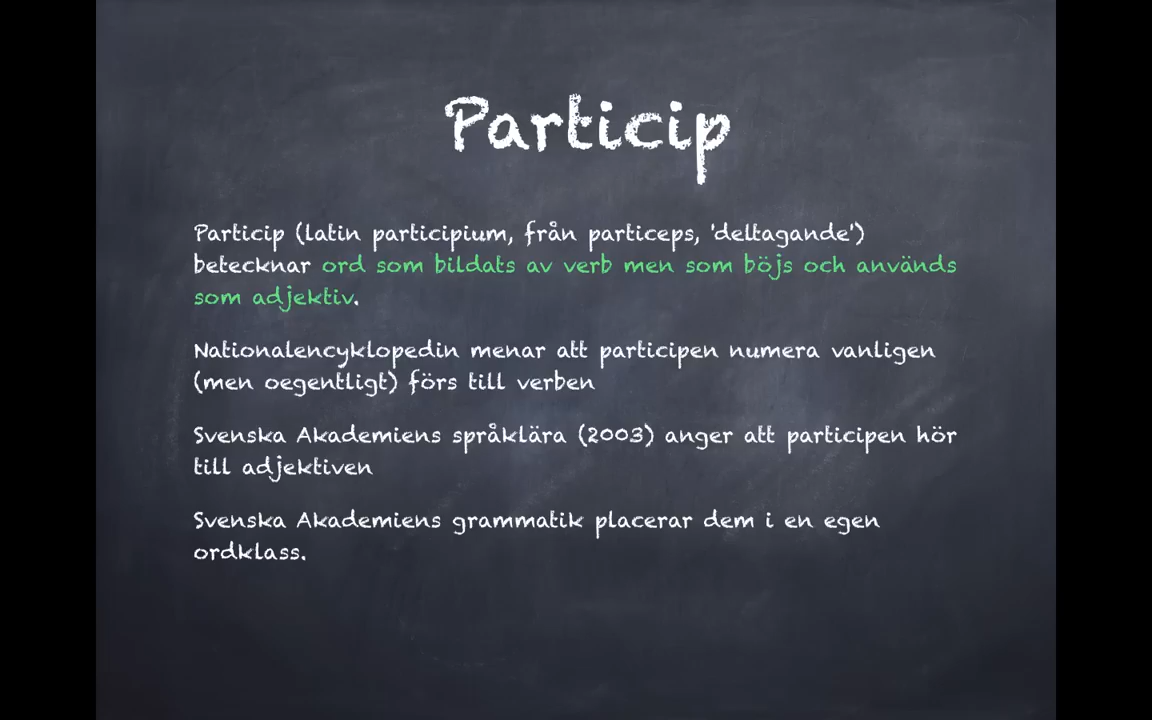 Particip
Particip (latin participium, från particeps, 'deltagande')
betecknar ord som bildats av verb men som böjs och används
som adjektiv.
Nationalencyklopedin menar att participen numera vanligen
(men oegentligt) förs till verben
Svenska Akademiens språklära (2003) anger att participen hör
till adjektiven
Svenska Akademiens grammatik placerar dem i en egen
ordklass.